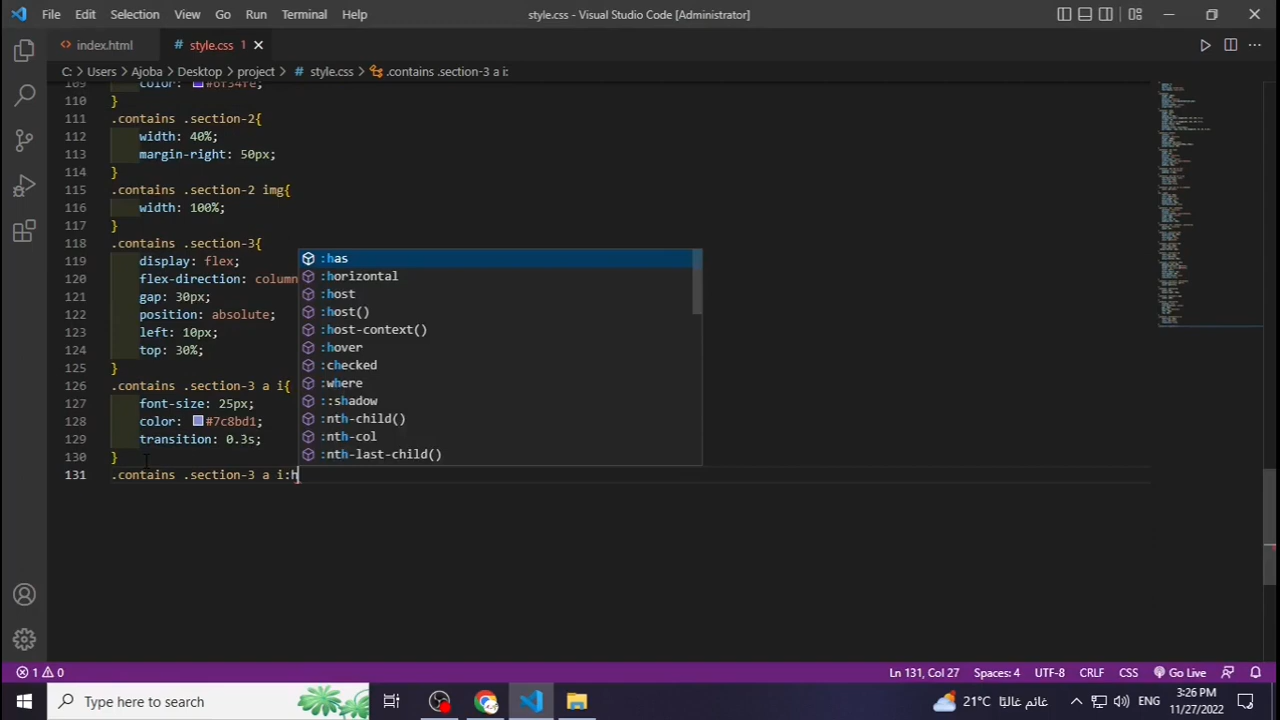 File Edit Selection View Go Run Terminal Help
style.css - Visual Studio Code [Administrator]
index.html
# style.css 1
C: > Users > Ajoba > Desktop > project > # style.css > .contains .section-3 a i:
109 color: #6f34fe;
110 }
111 .contains .section-2{
112 width: 40%;
113 margin-right: 50px;
114 }
115 .contains .section-2 img{
116 width: 100%;
117 }
118 .contains .section-3{
119 display: flex;
120 flex-direction: column
121 gap: 30px;
122 position: absolute;
123 left: 10px;
124 top: 30%;
125 }
126 .contains .section-3 a i{
127 font-size: 25px;
128 color: #7c8bd1;
129 transition: 0.3s;
130 }
131 .contains .section-3 a i:h
:has
:horizontal
:host
:host()
:host-context()
:hover
:checked
:where
::shadow
:nth-child()
:nth-col
:nth-last-child()
1 0
Ln 131, Col 27 Spaces: 4 UTF-8 CRLF CSS Go Live
Type here to search
21°C غائم غالبًا
ENG
3:26 PM
11/27/2022